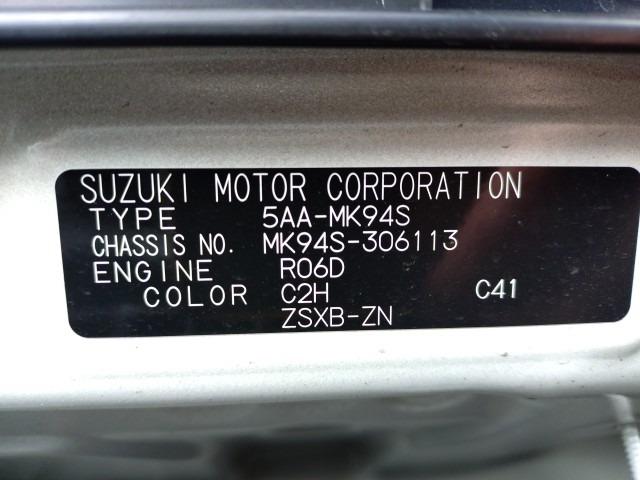 SUZUKI MOTOR CORPORATION
TYPE 5AA-MK94S
CHASSIS NO. MK94S-306113
ENGINE R06D
COLOR C2H C41
ZSXB-ZN